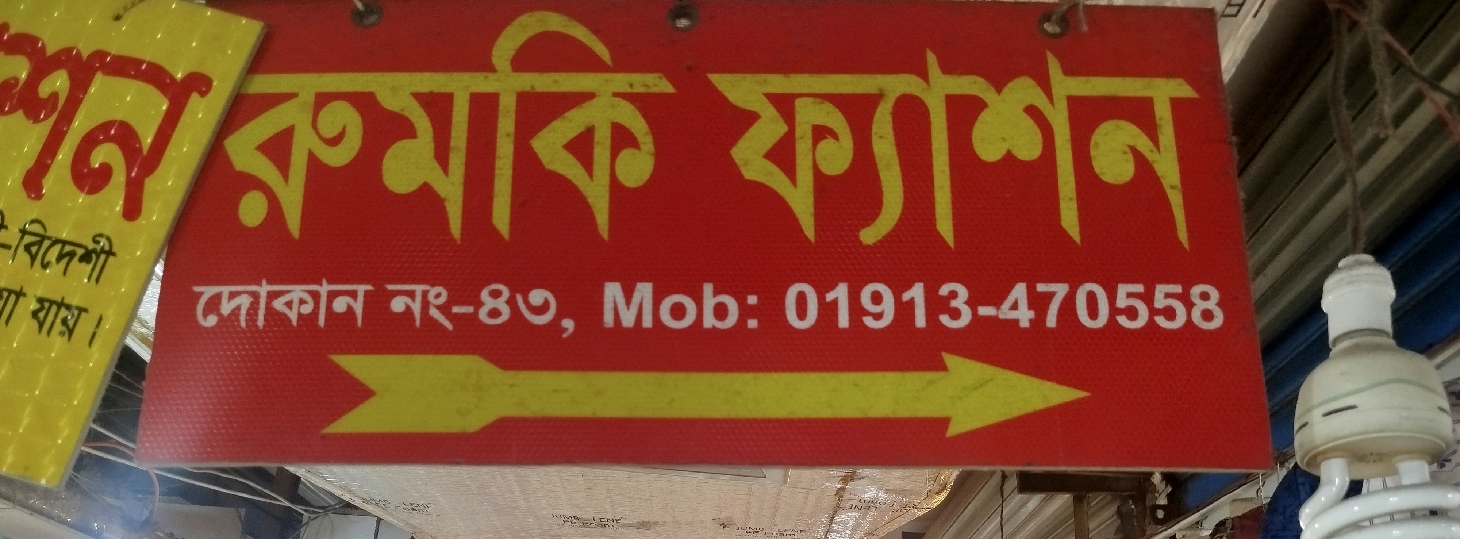 রুমকি ফ্যাশন
দোকান নং-৪৩, Mob: 01913-470558
শন
-বিদেশী
যায়।